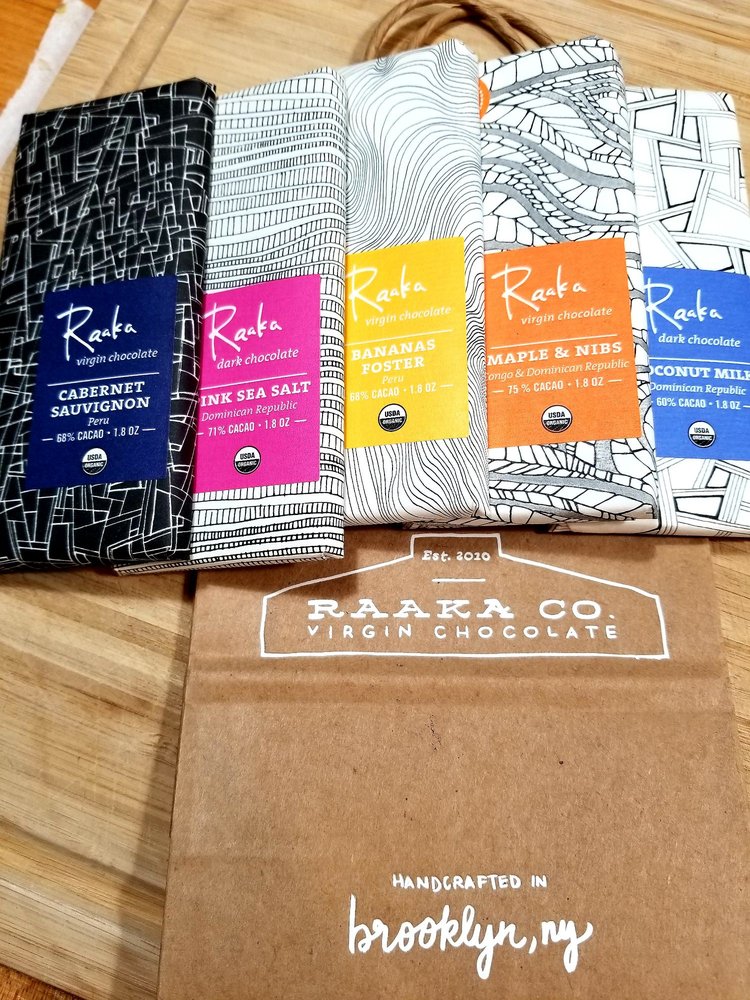 Raaka
virgin chocolate
CABERNET
SAUVIGNON
Peru
68% CACAO • 1.8 OZ
USDA
ORGANIC
Raaka
dark chocolate
INK SEA SALT
Dominican Republic
71% CACAO • 1.8 OZ
USDA
ORGANIC
Raaka
virgin chocolate
BANANAS
FOSTER
Peru
68% CACAO • 1.8 OZ
USDA
ORGANIC
Raaka
virgin chocolate
MAPLE & NIBS
ongo & Dominican Republic
75 % CACAO • 1.8 OZ
USDA
ORGANIC
Raaka
virgin chocolate
OCONUT MILK
Dominican Republic
60% CACAO • 1.8 OZ
USDA
ORGANIC
Est. 2010
RAAKA CO.
VIRGIN CHOCOLATE
HANDCRAFTED IN
brooklyn, ny